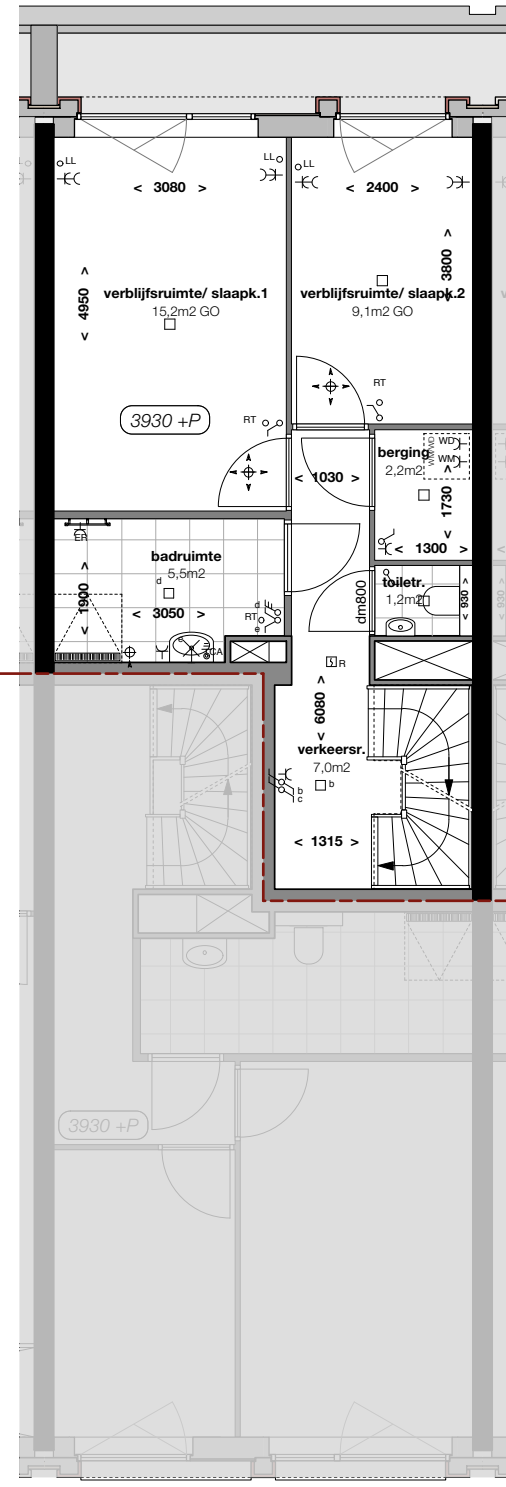 LL
LL
LL
< 3080 >
< 2400 >
< 4950 >
< 3800 >
verblijfsruimte/ slaapk.1
15,2m2 GO
verblijfsruimte/ slaapk.2
9,1m2 GO
RT
3930 +P
RT
berging
2,2m2
WD
WM
< 1030 >
< 1730 >
< 1300 >
ER
badruimte
5,5m2
d
< 1900 >
< 3050 >
d
RT
e
CA
toiletr.
1,2m2
dm800
< 930 >
< 930 >
R
< 6080 >
verkeersr.
7,0m2
b
b
c
< 1315 >
3930 +P